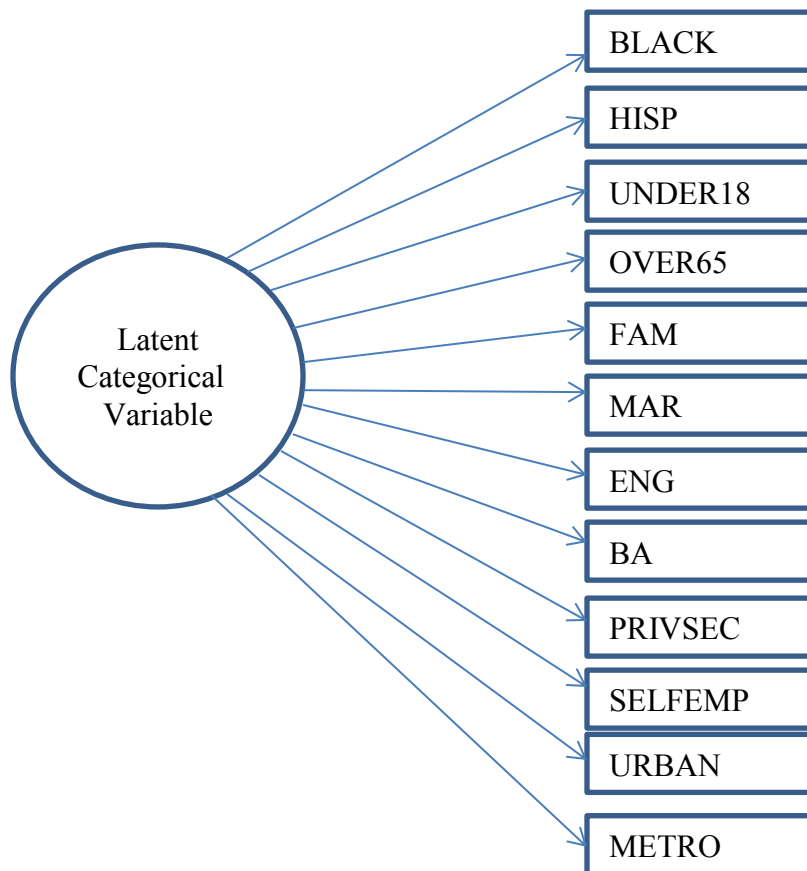 BLACK
HISP
UNDER18
OVER65
FAM
MAR
ENG
BA
PRIVSEC
SELFEMP
URBAN
METRO
Latent
Categorical
Variable